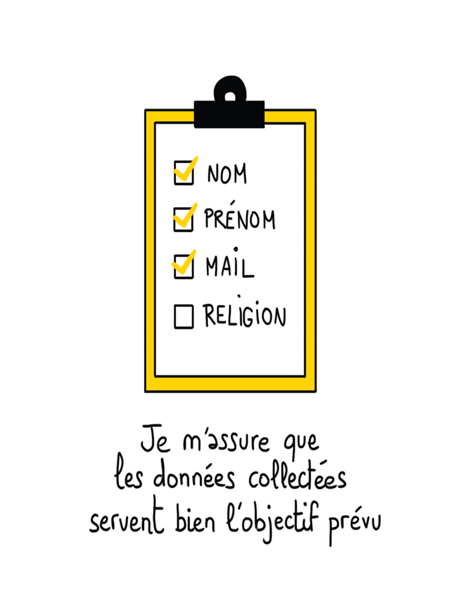 NOM
PRÉNOM
MAIL
RELIGION
Je m'assure que
les données collectées
servent bien l'objectif prévu